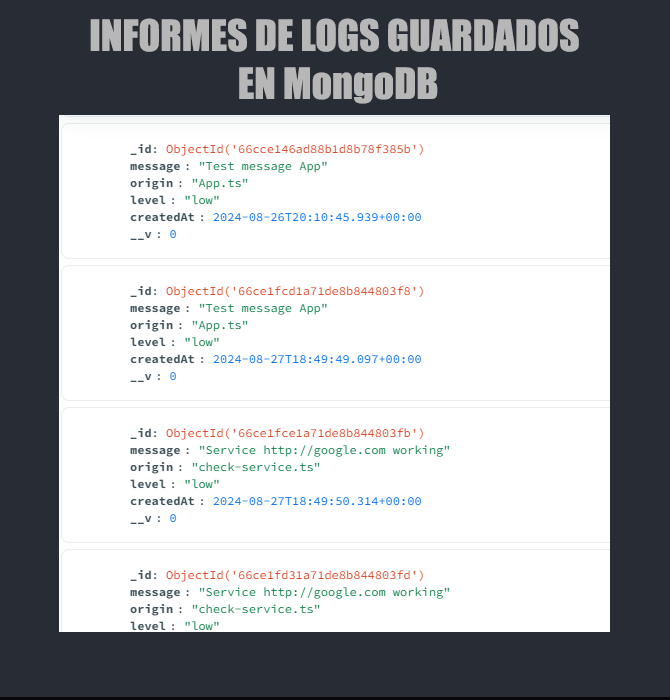 INFORMES DE LOGS GUARDADOS
EN MongoDB
_id: ObjectId('66cce146ad88b1d8b78f385b')
message : "Test message App"
origin : "App.ts"
level : "low"
createdAt : 2024-08-26T20:10:45.939+00:00
__v : 0
_id: ObjectId('66ce1fcd1a71de8b844803f8')
message : "Test message App"
origin : "App.ts"
level : "low"
createdAt : 2024-08-27T18:49:49.097+00:00
__v : 0
_id: ObjectId('66ce1fce1a71de8b844803fb')
message : "Service http://google.com working"
origin : "check-service.ts"
level : "low"
createdAt : 2024-08-27T18:49:50.314+00:00
__v : 0
_id: ObjectId('66ce1fd31a71de8b844803fd')
message : "Service http://google.com working"
origin : "check-service.ts"
level : "low"